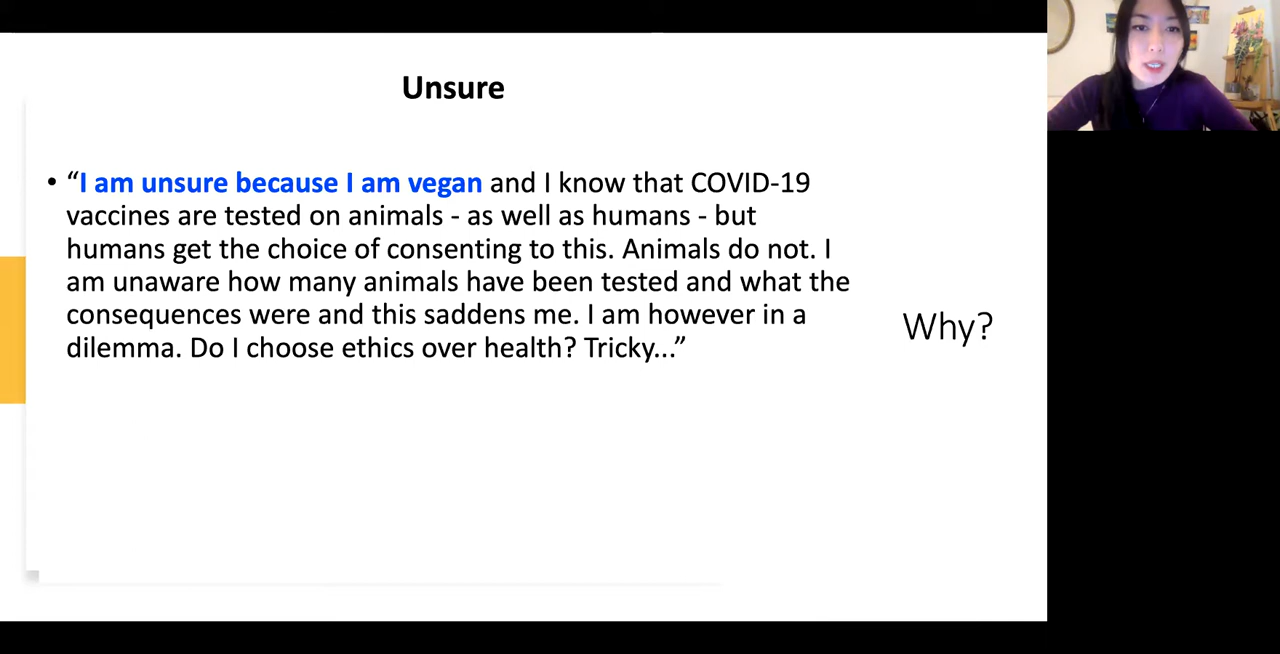 Unsure
• “I am unsure because I am vegan and I know that COVID-19
vaccines are tested on animals - as well as humans - but
humans get the choice of consenting to this. Animals do not. I
am unaware how many animals have been tested and what the
consequences were and this saddens me. I am however in a
dilemma. Do I choose ethics over health? Tricky...”
Why?